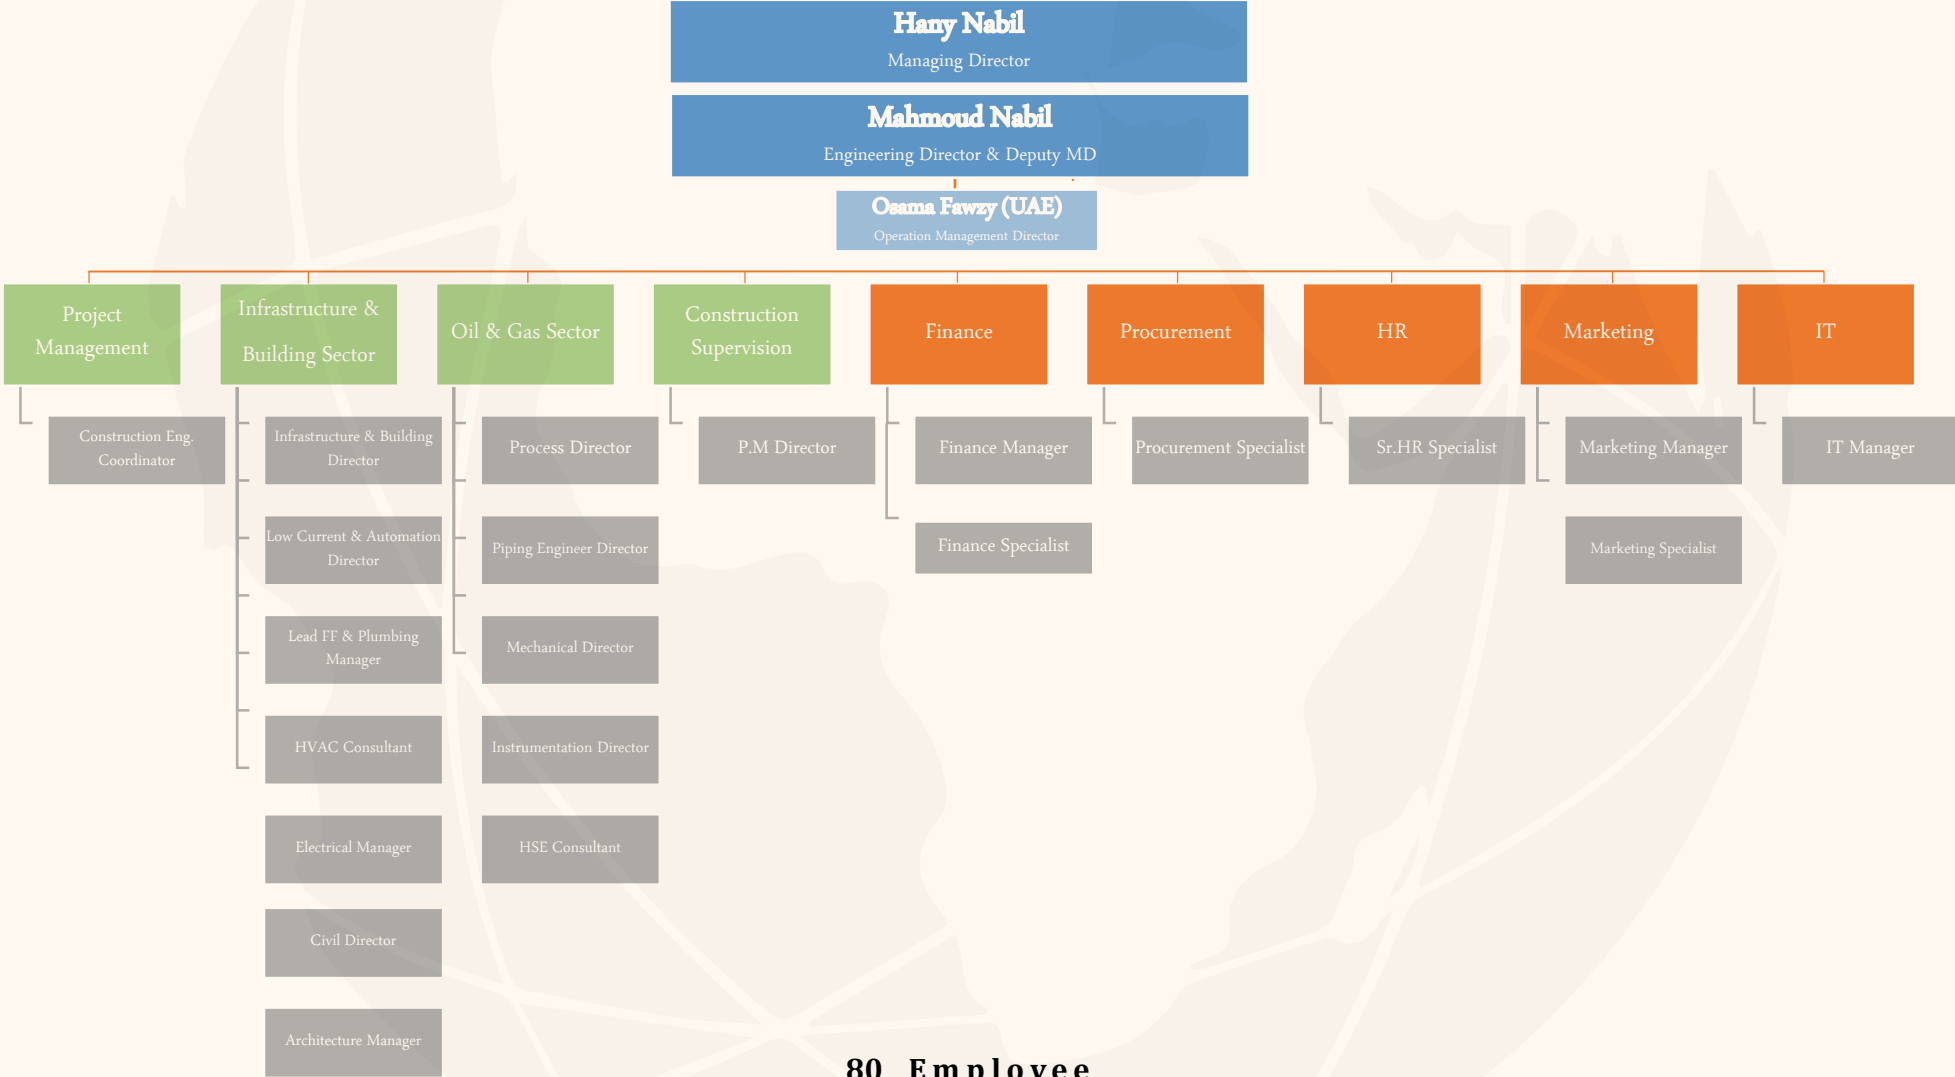 Hany Nabil
Managing Director
Mahmoud Nabil
Engineering Director & Deputy MD
Osama Fawzy (UAE)
Operation Management Director
Project
Management
Infrastructure &
Building Sector
Oil & Gas Sector
Construction
Supervision
Finance
Procurement
HR
Marketing
IT
Construction Eng.
Coordinator
Infrastructure & Building
Director
Low Current & Automation
Director
Lead FF & Plumbing
Manager
HVAC Consultant
Electrical Manager
Civil Director
Architecture Manager
Process Director
Piping Engineer Director
Mechanical Director
Instrumentation Director
HSE Consultant
P.M Director
Finance Manager
Finance Specialist
Procurement Specialist
Sr.HR Specialist
Marketing Manager
Marketing Specialist
IT Manager
80 Employee